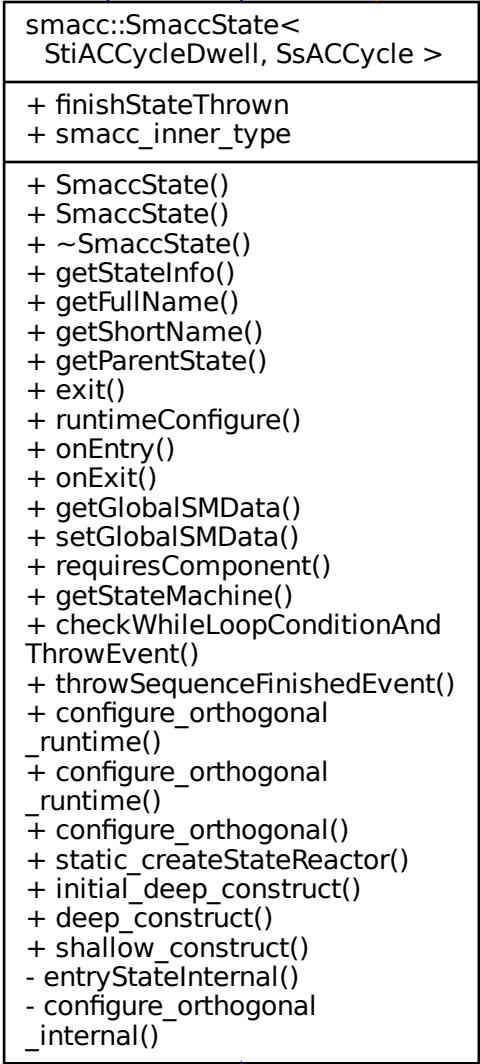 smacc::SmaccState<
StiACCycleDwell, SsACCycle >
+ finishStateThrown
+ smacc_inner_type
+ SmaccState()
+ SmaccState()
+ ~SmaccState()
+ getStateInfo()
+ getFullName()
+ getShortName()
+ getParentState()
+ exit()
+ runtimeConfigure()
+ onEntry()
+ onExit()
+ getGlobalSMData()
+ setGlobalSMData()
+ requiresComponent()
+ getStateMachine()
+ checkWhileLoopConditionAnd
ThrowEvent()
+ throwSequenceFinishedEvent()
+ configure_orthogonal
_runtime()
+ configure_orthogonal
_runtime()
+ configure_orthogonal()
+ static_createStateReactor()
+ initial_deep_construct()
+ deep_construct()
+ shallow_construct()
- entryStateInternal()
- configure_orthogonal
_internal()